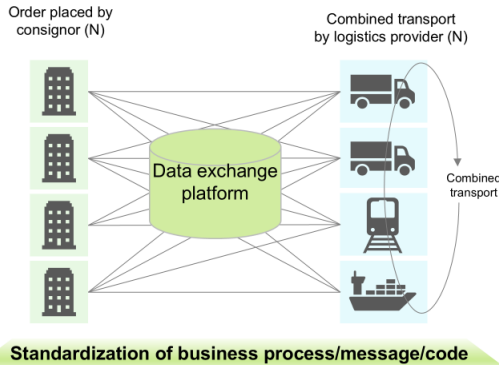 Order placed by
consignor (N)
Combined transport
by logistics provider (N)
Data exchange
platform
Combined
transport
Standardization of business process/message/code